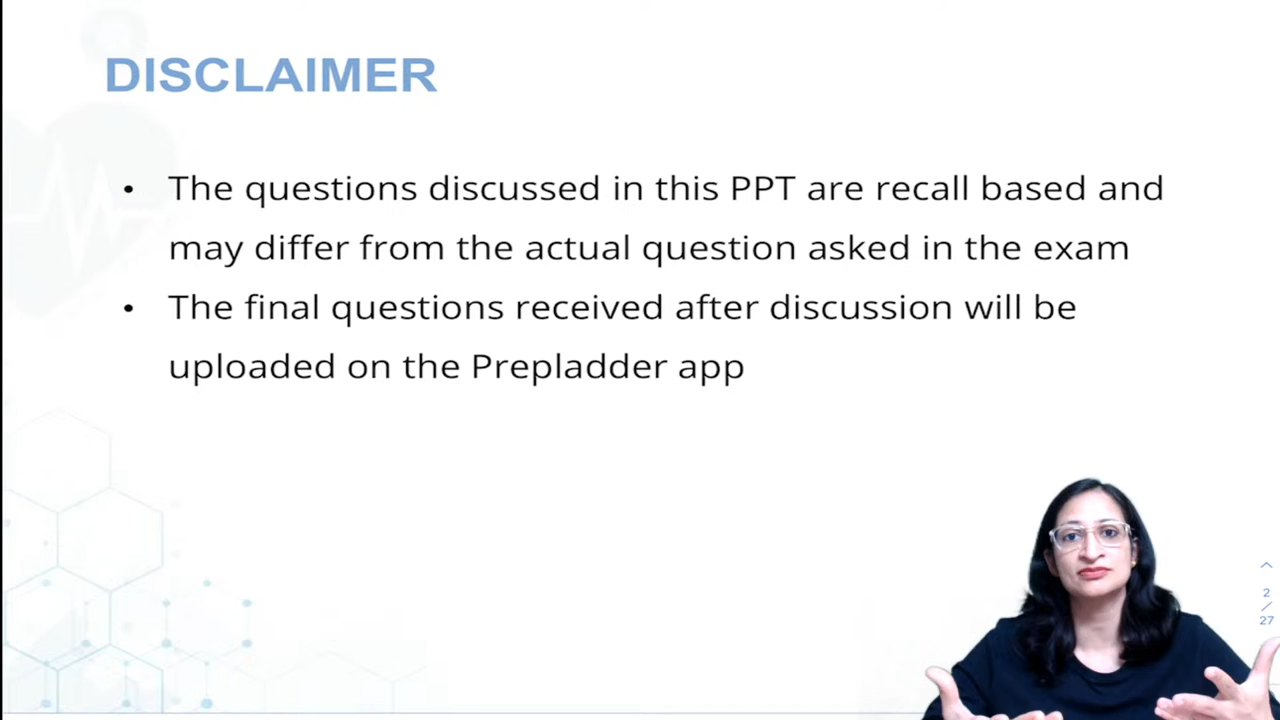 DISCLAIMER
• The questions discussed in this PPT are recall based and
may differ from the actual question asked in the exam
• The final questions received after discussion will be
uploaded on the Prepladder app
2
/
27